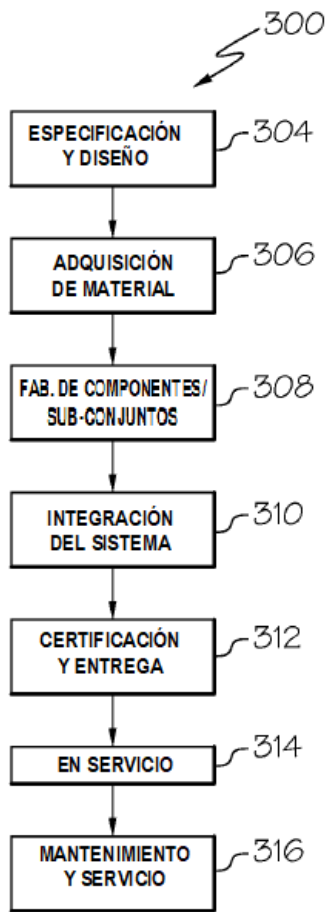 300
ESPECIFICACIÓN
Y DISEÑO
304
ADQUISICIÓN
DE MATERIAL
306
FAB. DE COMPONENTES/
SUB-CONJUNTOS
308
INTEGRACIÓN
DEL SISTEMA
310
CERTIFICACIÓN
Y ENTREGA
312
EN SERVICIO
314
MANTENIMIENTO
Y SERVICIO
316